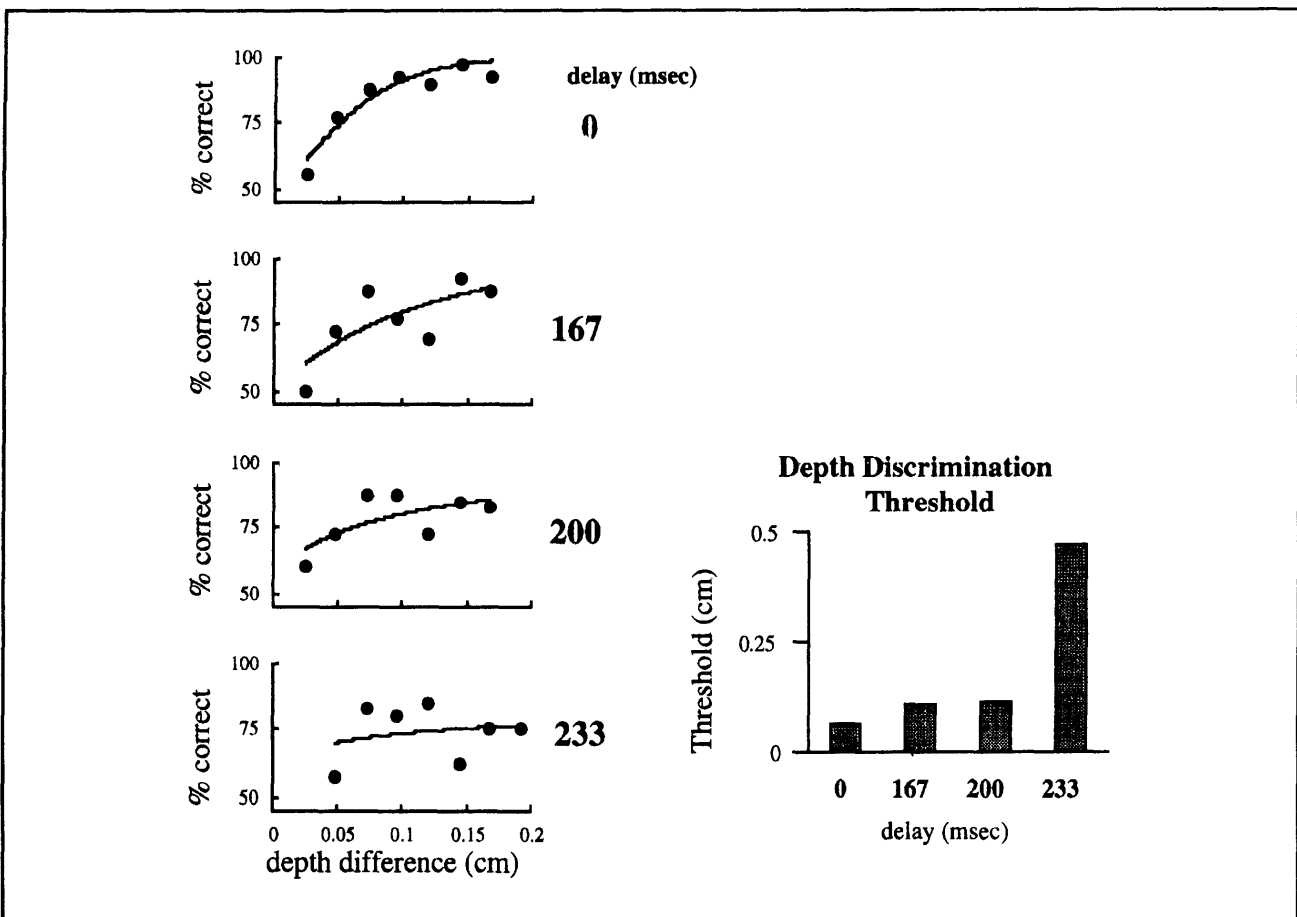 100
75
50
% correct
delay (msec)
0
100
75
50
% correct
167
100
75
50
% correct
200
100
75
50
% correct
233
0
0.05
0.1
0.15
0.2
depth difference (cm)
Depth Discrimination
Threshold
0.5
0.25
0
Threshold (cm)
0
167
200
233
delay (msec)